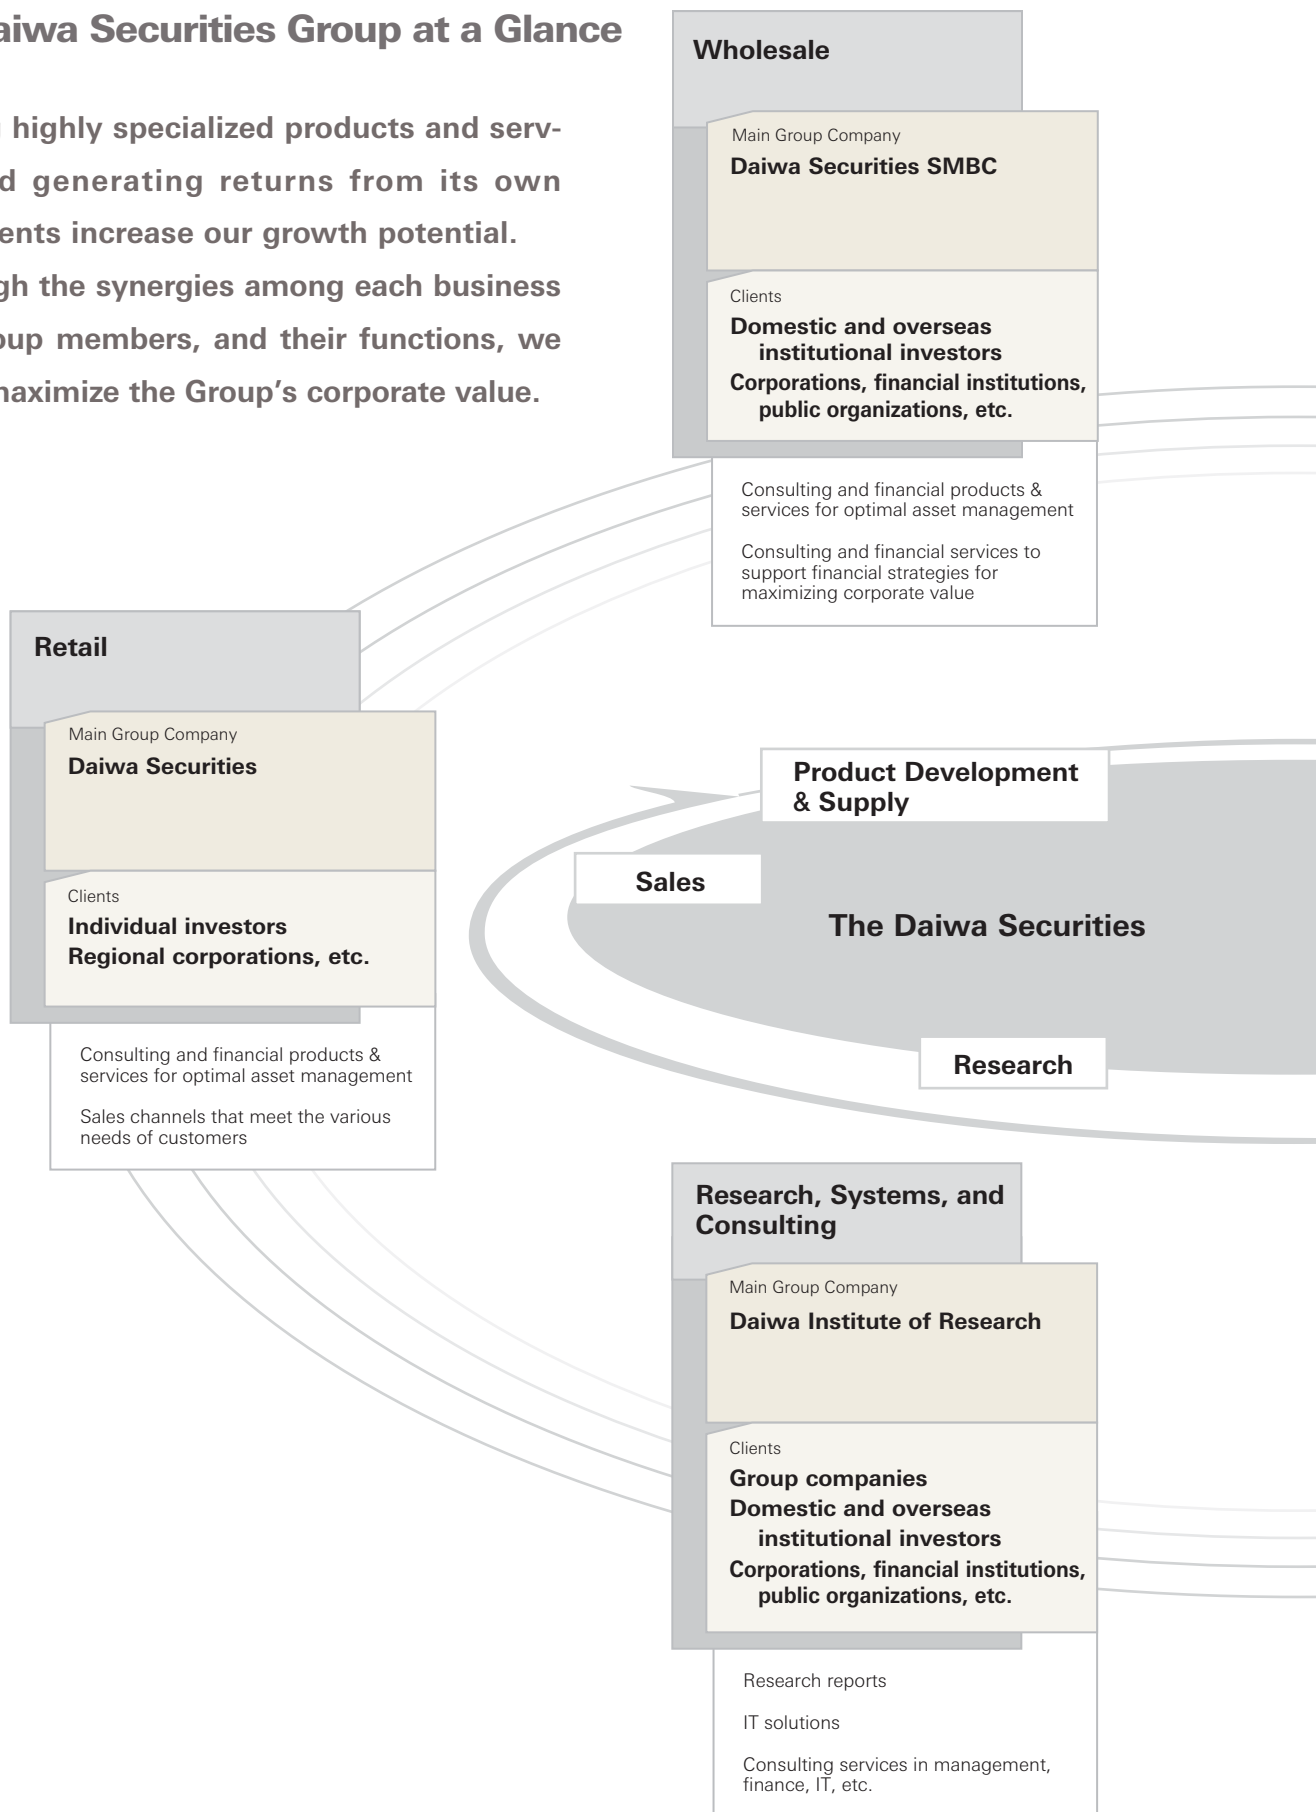 aiwa Securities Group at a Glance
highly specialized products and serv-
d generating returns from its own
ents increase our growth potential.
gh the synergies among each business
oup members, and their functions, we
maximize the Group's corporate value.
Wholesale
Main Group Company
Daiwa Securities SMBC
Clients
Domestic and overseas
institutional investors
Corporations, financial institutions,
public organizations, etc.
Consulting and financial products &
services for optimal asset management
Consulting and financial services to
support financial strategies for
maximizing corporate value
Retail
Main Group Company
Daiwa Securities
Clients
Individual investors
Regional corporations, etc.
Consulting and financial products &
services for optimal asset management
Sales channels that meet the various
needs of customers
Product Development
& Supply
Sales
The Daiwa Securities
Research
Research, Systems, and
Consulting
Main Group Company
Daiwa Institute of Research
Clients
Group companies
Domestic and overseas
institutional investors
Corporations, financial institutions,
public organizations, etc.
Research reports
IT solutions
Consulting services in management,
finance, IT, etc.